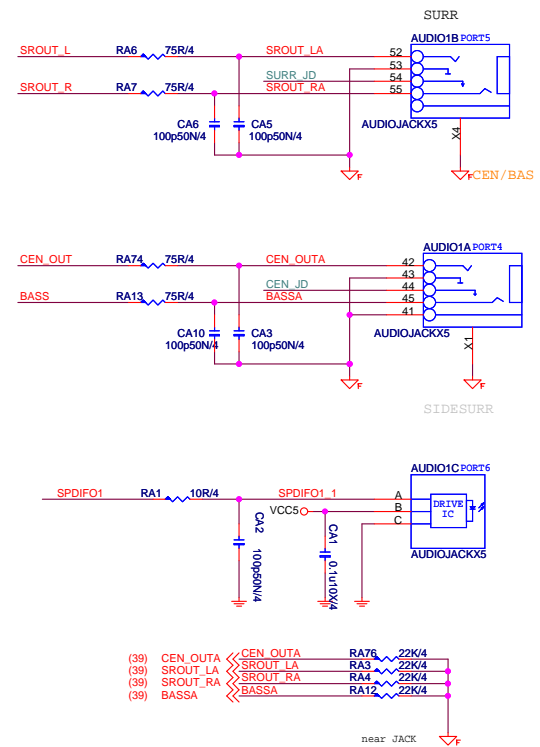 SURR
AUDIO1B PORT5
SROUT_L RA6 75R/4 SROUT_LA 52
53
SURR_JD 54
SROUT_R RA7 75R/4 SROUT_RA 55
CA6 CA5
100p50N/4 100p50N/4
AUDIOJACKX5
X4
F F
CEN/BAS
AUDIO1A PORT4
CEN_OUT RA74 75R/4 CEN_OUTA 42
43
CEN_JD 44
BASS RA13 75R/4 BASSA 45
41
CA10 CA3
100p50N/4 100p50N/4
AUDIOJACKX5
X1
F F
SIDESURR
AUDIO1C PORT6
SPDIFO1 RA1 10R/4 SPDIFO1_1 A
VCC5 B
C
DRIVE
IC
CA2
100p50N/4
CA1
0.1u10X/4
AUDIOJACKX5
(39) CEN_OUTA CEN_OUTA RA76 22K/4
(39) SROUT_LA SROUT_LA RA3 22K/4
(39) SROUT_RA SROUT_RA RA4 22K/4
(39) BASSA BASSA RA12 22K/4
near JACK
F